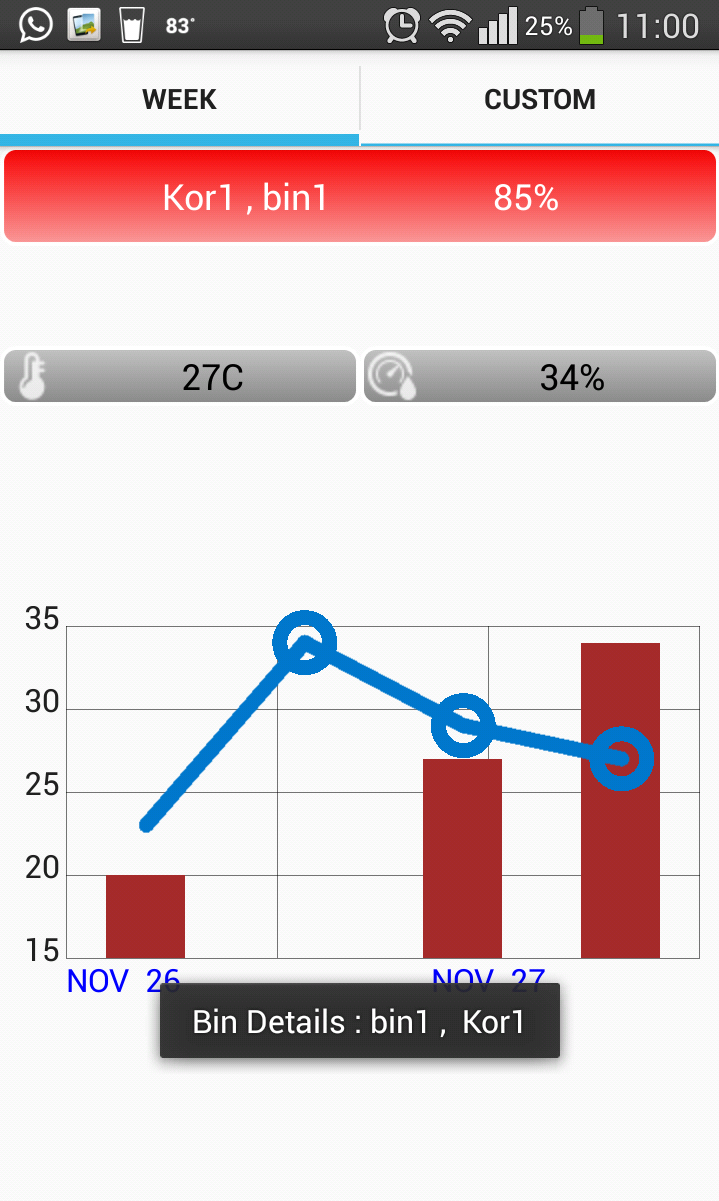 83° 25% 11:00
WEEK CUSTOM
Kor1 , bin1 85%
27C 34%
35
30
25
20
15
NOV 26 NOV 27
Bin Details : bin1 , Kor1